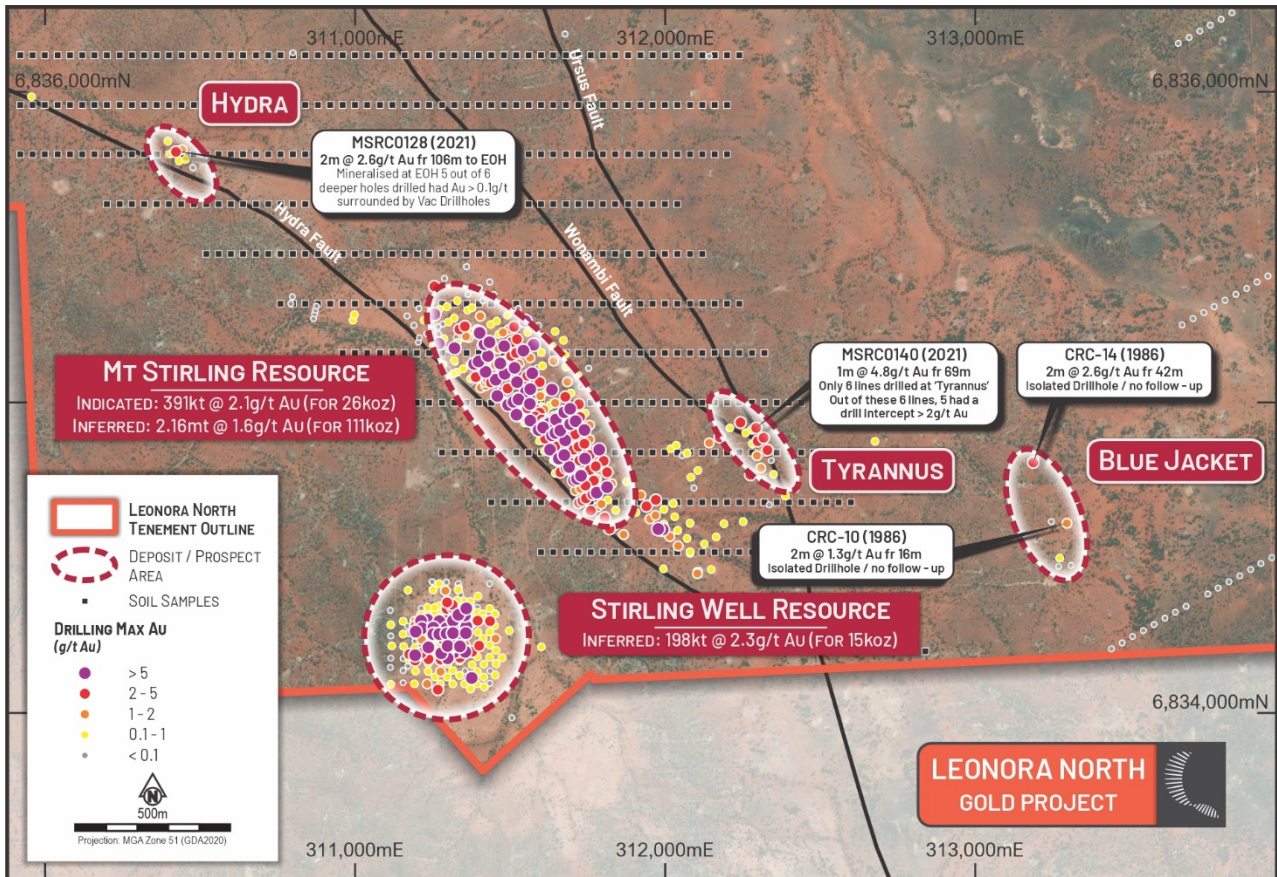 311,000mE
312,000mE
313,000mE
6,836,000mN
6,836,000mN
HYDRA
Ursus Fault
MSRC0128 (2021)
2m @ 2.6g/t Au fr 106m to EOH
Mineralised at EOH 5 out of 6
deeper holes drilled had Au > 0.1g/t
surrounded by Vac Drillholes
Hydra Fault
Wonambi Fault
MT STIRLING RESOURCE
INDICATED: 391kt @ 2.1g/t Au (FOR 26koz)
INFERRED: 2.16mt @ 1.6g/t Au (FOR 111koz)
MSRC0140 (2021)
1m @ 4.8g/t Au fr 69m
Only 6 lines drilled at 'Tyrannus'
Out of these 6 lines, 5 had a
drill intercept > 2g/t Au
CRC-14 (1986)
2m @ 2.6g/t Au fr 42m
Isolated Drillhole / no follow - up
TYRANNUS
BLUE JACKET
CRC-10 (1986)
2m @ 1.3g/t Au fr 16m
Isolated Drillhole / no follow - up
STIRLING WELL RESOURCE
INFERRED: 198kt @ 2.3g/t Au (FOR 15koz)
LEONORA NORTH
TENEMENT OUTLINE
DEPOSIT / PROSPECT
AREA
SOIL SAMPLES
DRILLING MAX AU
(g/t Au)
> 5
2 - 5
1 - 2
0.1 - 1
< 0.1
N
500m
Projection: MGA Zone 51 (GDA2020)
6,834,000mN
LEONORA NORTH
GOLD PROJECT
311,000mE
312,000mE
313,000mE